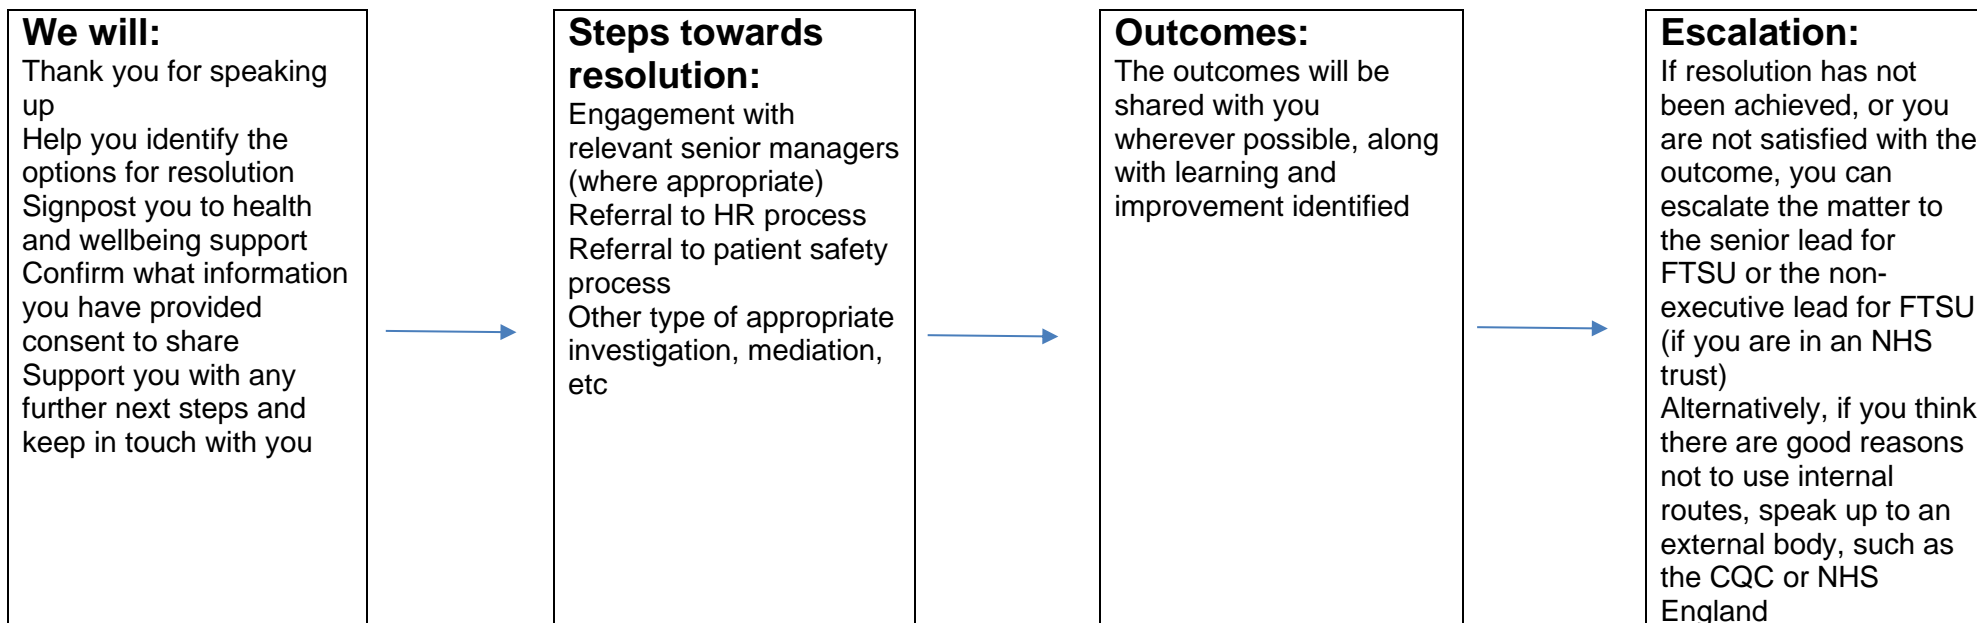 We will:
Thank you for speaking
up
Help you identify the
options for resolution
Signpost you to health
and wellbeing support
Confirm what information
you have provided
consent to share
Support you with any
further next steps and
keep in touch with you
Steps towards
resolution:
Engagement with
relevant senior managers
(where appropriate)
Referral to HR process
Referral to patient safety
process
Other type of appropriate
investigation, mediation,
etc
Outcomes:
The outcomes will be
shared with you
wherever possible, along
with learning and
improvement identified
Escalation:
If resolution has not
been achieved, or you
are not satisfied with the
outcome, you can
escalate the matter to
the senior lead for
FTSU or the non-
executive lead for FTSU
(if you are in an NHS
trust)
Alternatively, if you think
there are good reasons
not to use internal
routes, speak up to an
external body, such as
the CQC or NHS
England